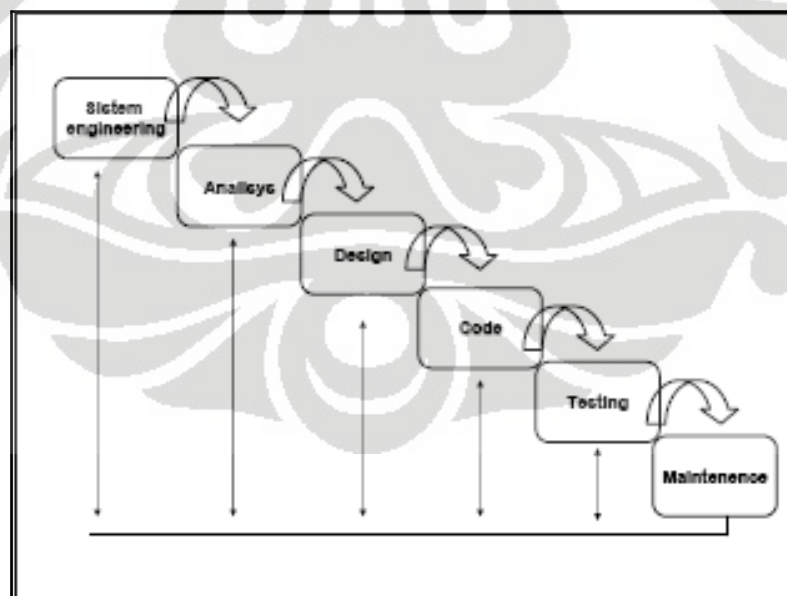 Sistem
engineering
Analisys
Design
Code
Testing
Maintenence